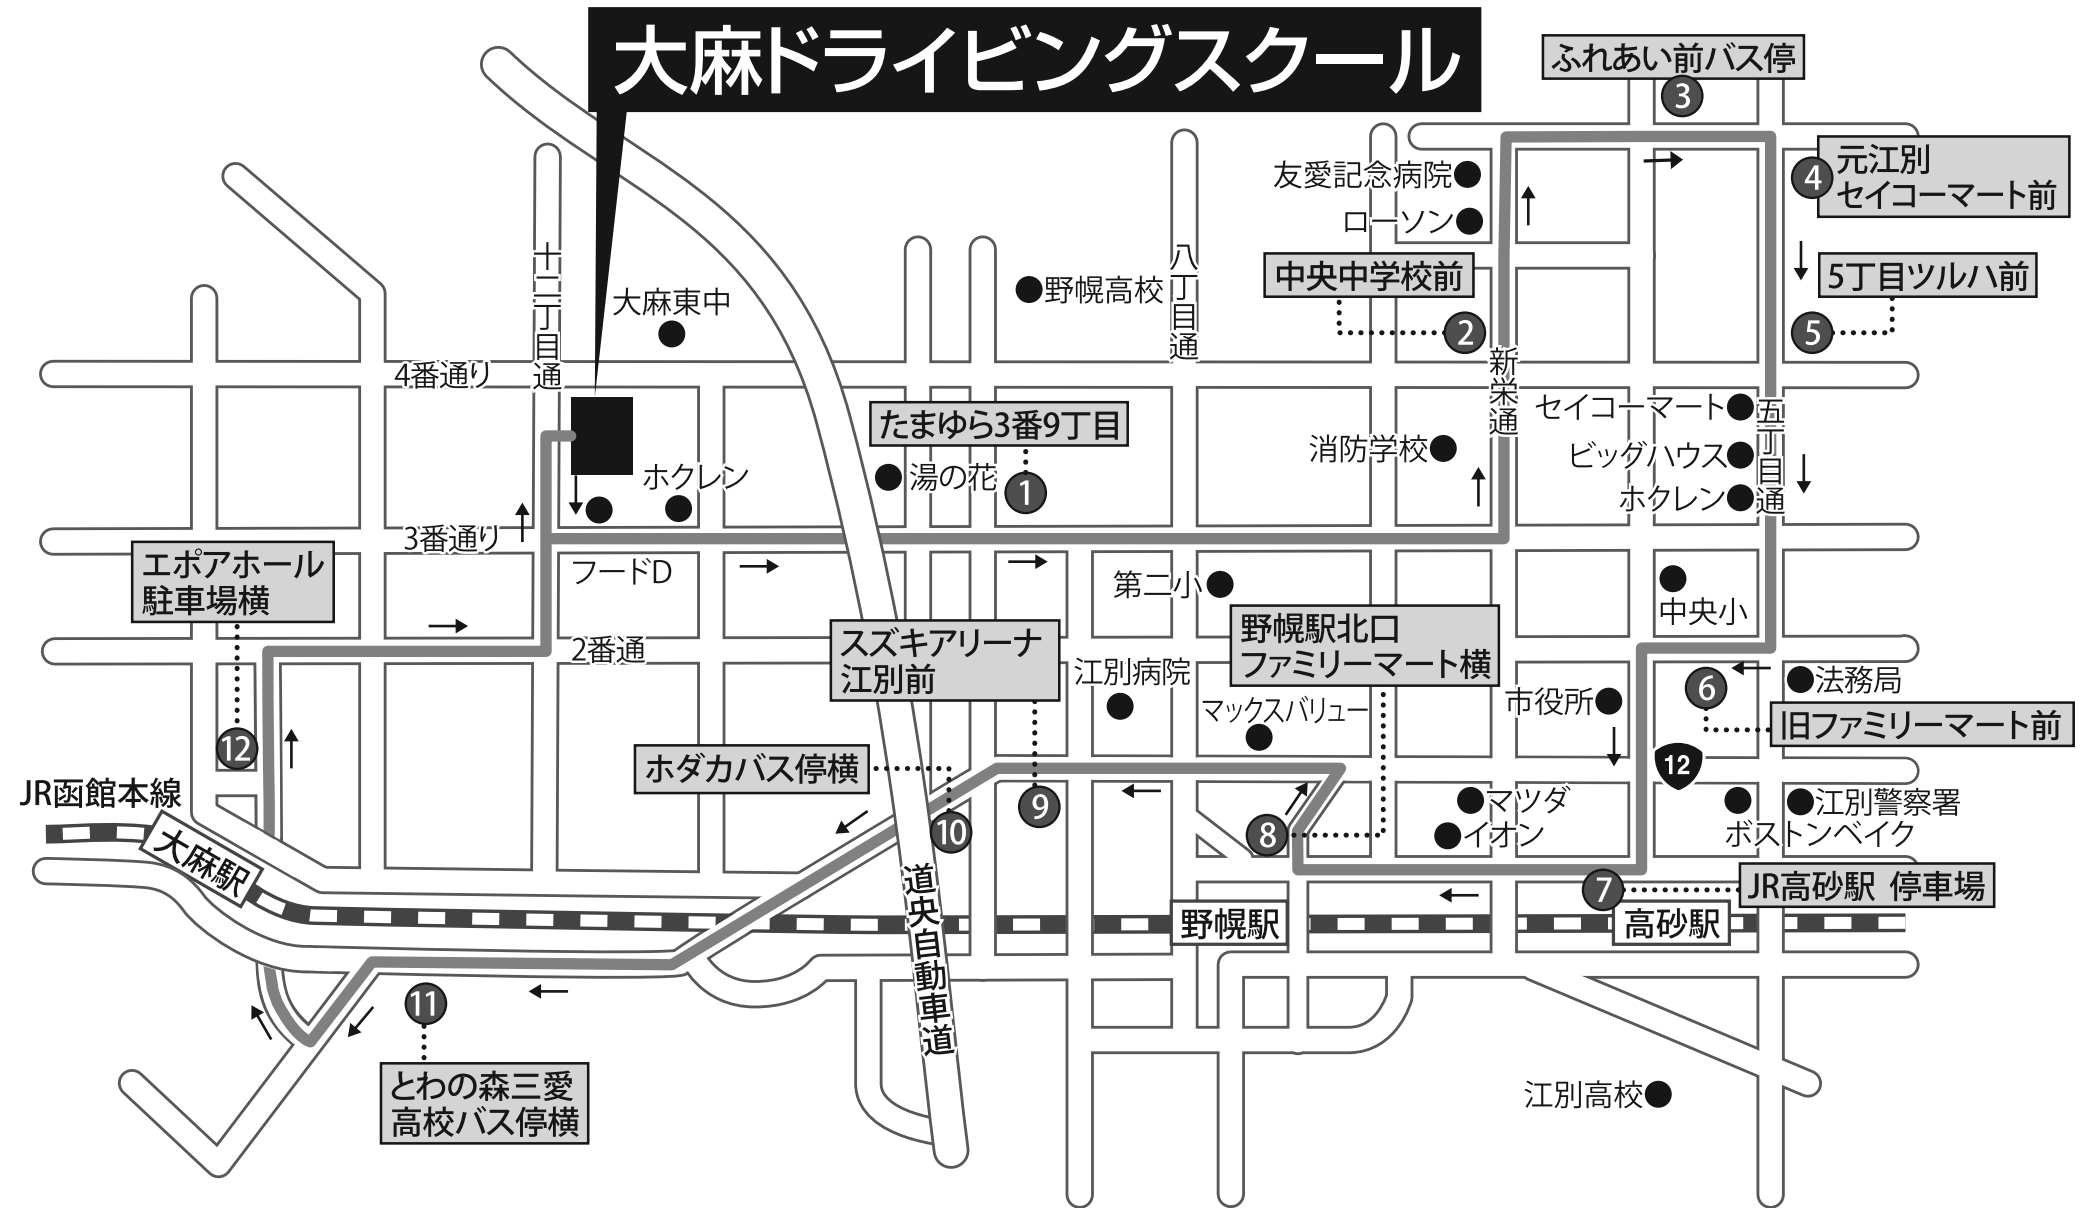 大麻ドライビングスクール
ふれあい前バス停
3
友愛記念病院
ローソン
4
元江別
セイコーマート前
十二丁目通
八丁目通
中央中学校前
2
5丁目ツルハ前
5
大麻東中
野幌高校
4番通り
新栄通
たまゆら3番9丁目
セイコーマート
五丁目通
消防学校
ビッグハウス
ホクレン
ホクレン
湯の花
1
3番通り
フードD
エポアホール
駐車場横
第二小
中央小
2番通
スズキアリーナ
江別前
野幌駅北口
ファミリーマート横
江別病院
マックスバリュー
市役所
6
法務局
旧ファミリーマート前
12
ホダカバス停横
12
JR函館本線
大麻駅
10
9
8
マツダ
イオン
江別警察署
ボストンベイク
7
JR高砂駅 停車場
道央自動車道
野幌駅
高砂駅
11
とわの森三愛
高校バス停横
江別高校